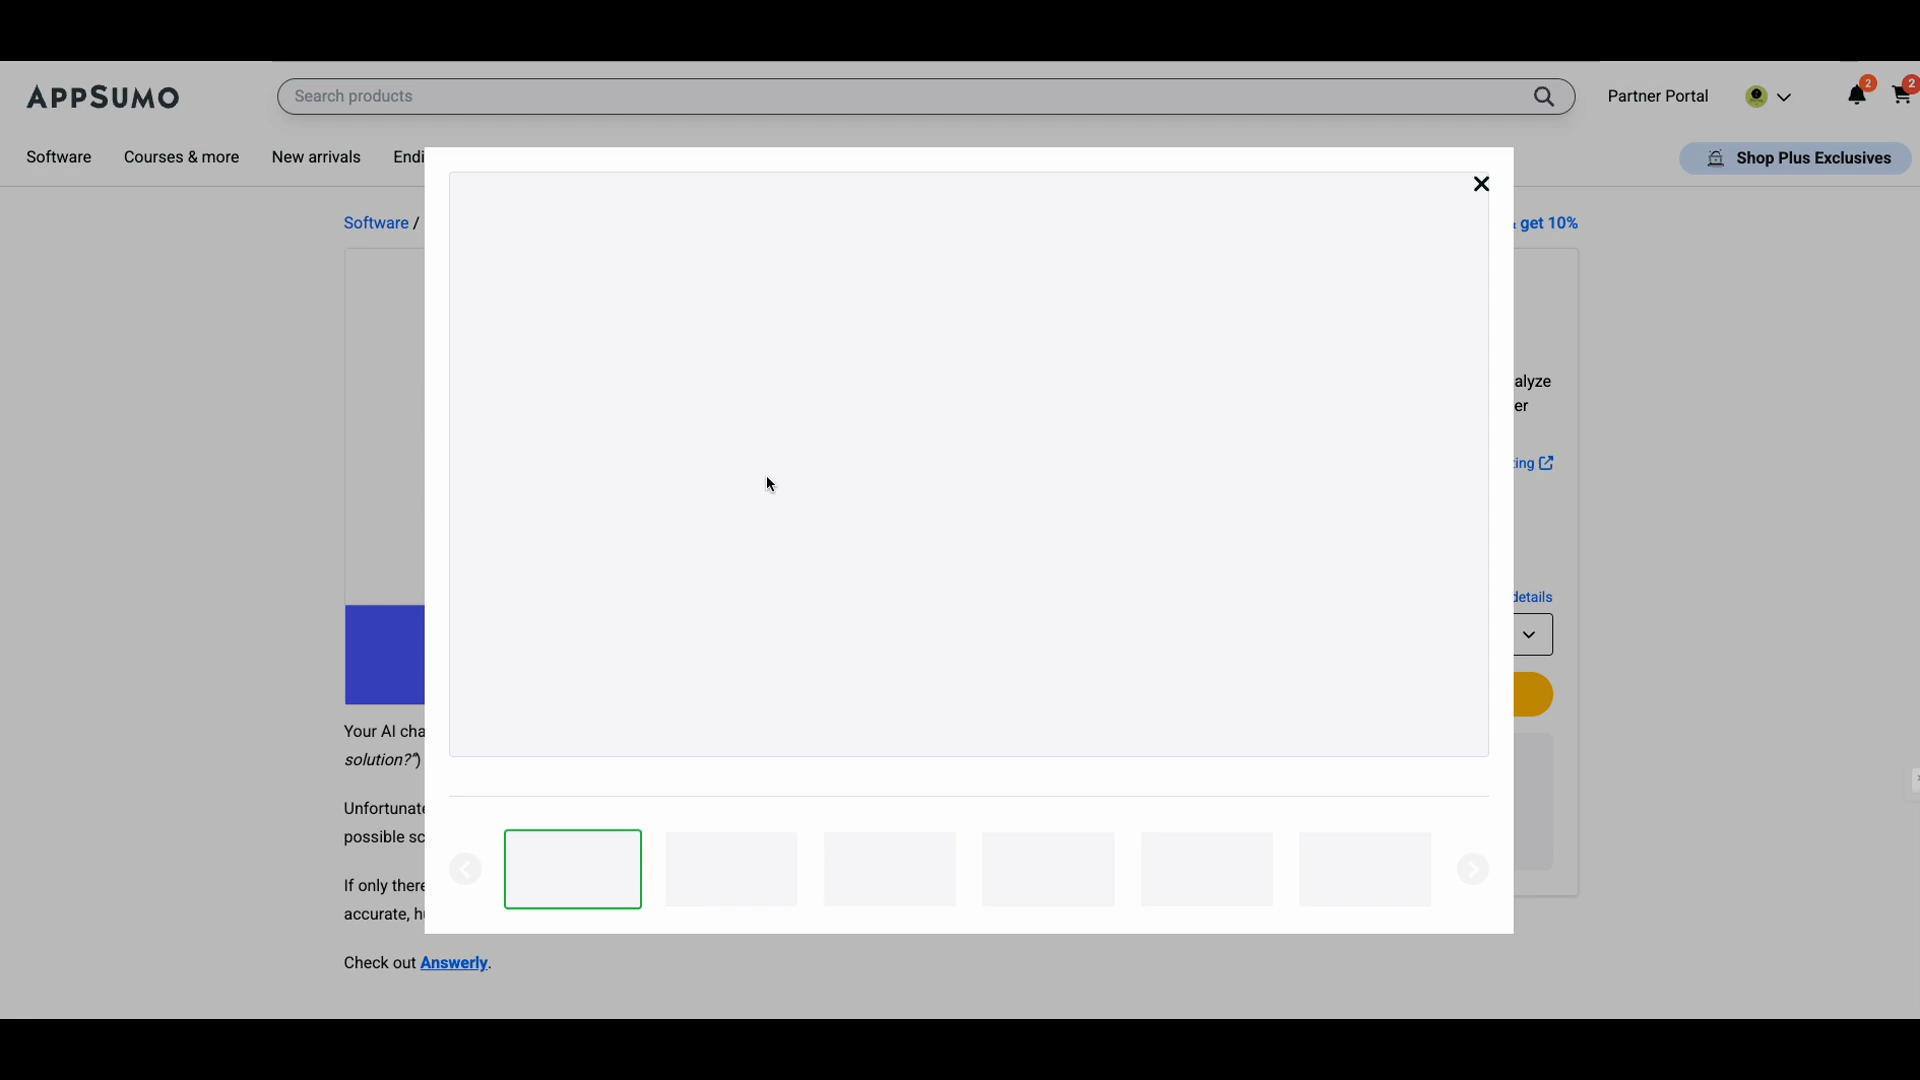 APPSUMO
Search products
Partner Portal
2
2
Software
Courses & more
New arrivals
Endi
Shop Plus Exclusives
Software /
get 10%
alyze
er
ting
details
Your AI cha
solution?")
Unfortunate
possible sc
If only there
accurate, h
Check out Answerly.